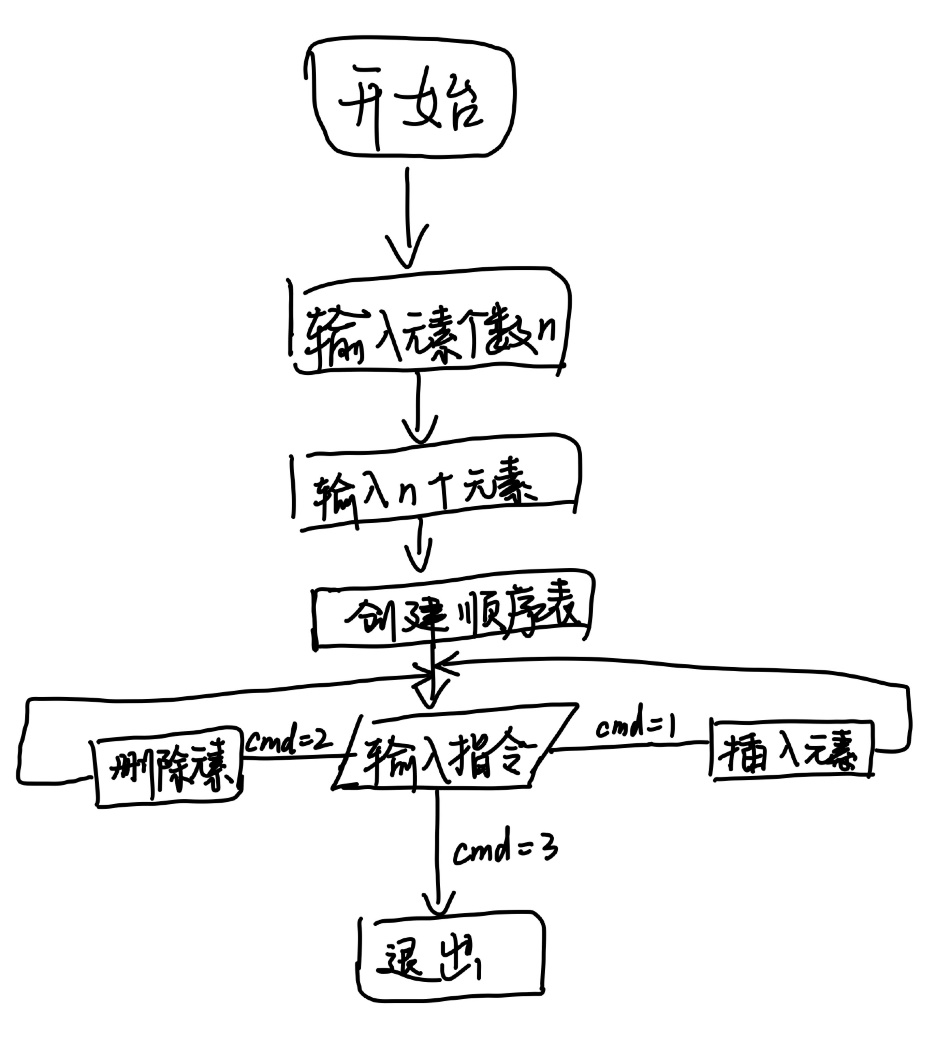 开始
输入元素个数n
输入n个元素
创建顺序表
删除元素
cmd=2
输入指令
cmd=1
插入元素
cmd=3
退出